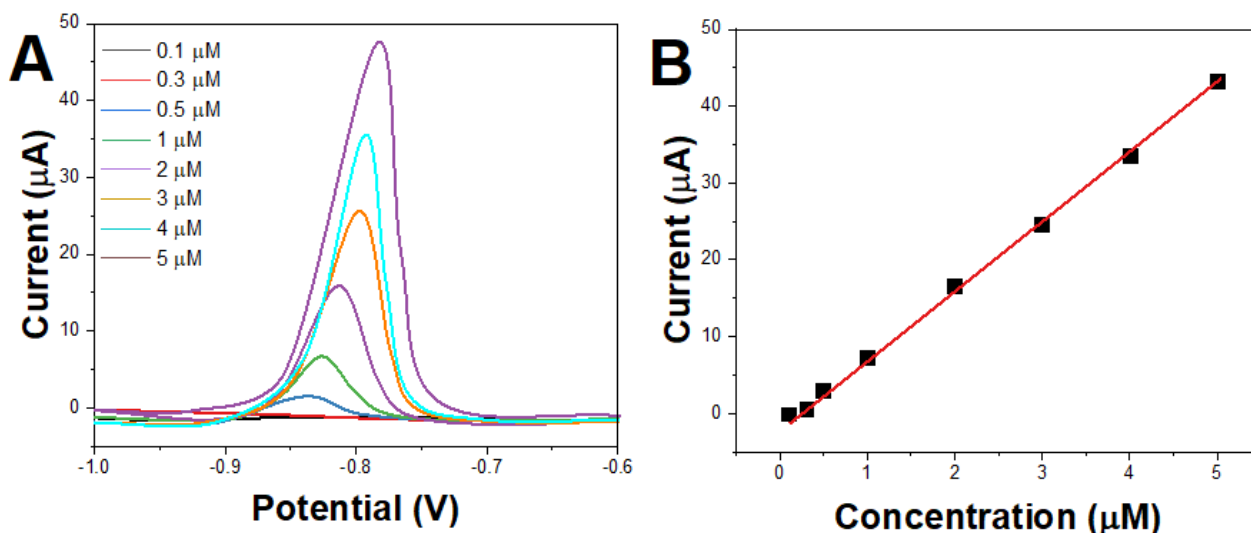 A
50
40
30
20
10
0
-1.0 -0.9 -0.8 -0.7 -0.6
Current (μA)
Potential (V)
0.1 μM
0.3 μM
0.5 μM
1 μM
2 μM
3 μM
4 μM
5 μM
B
50
40
30
20
10
0
0 1 2 3 4 5
Current (μA)
Concentration (μM)